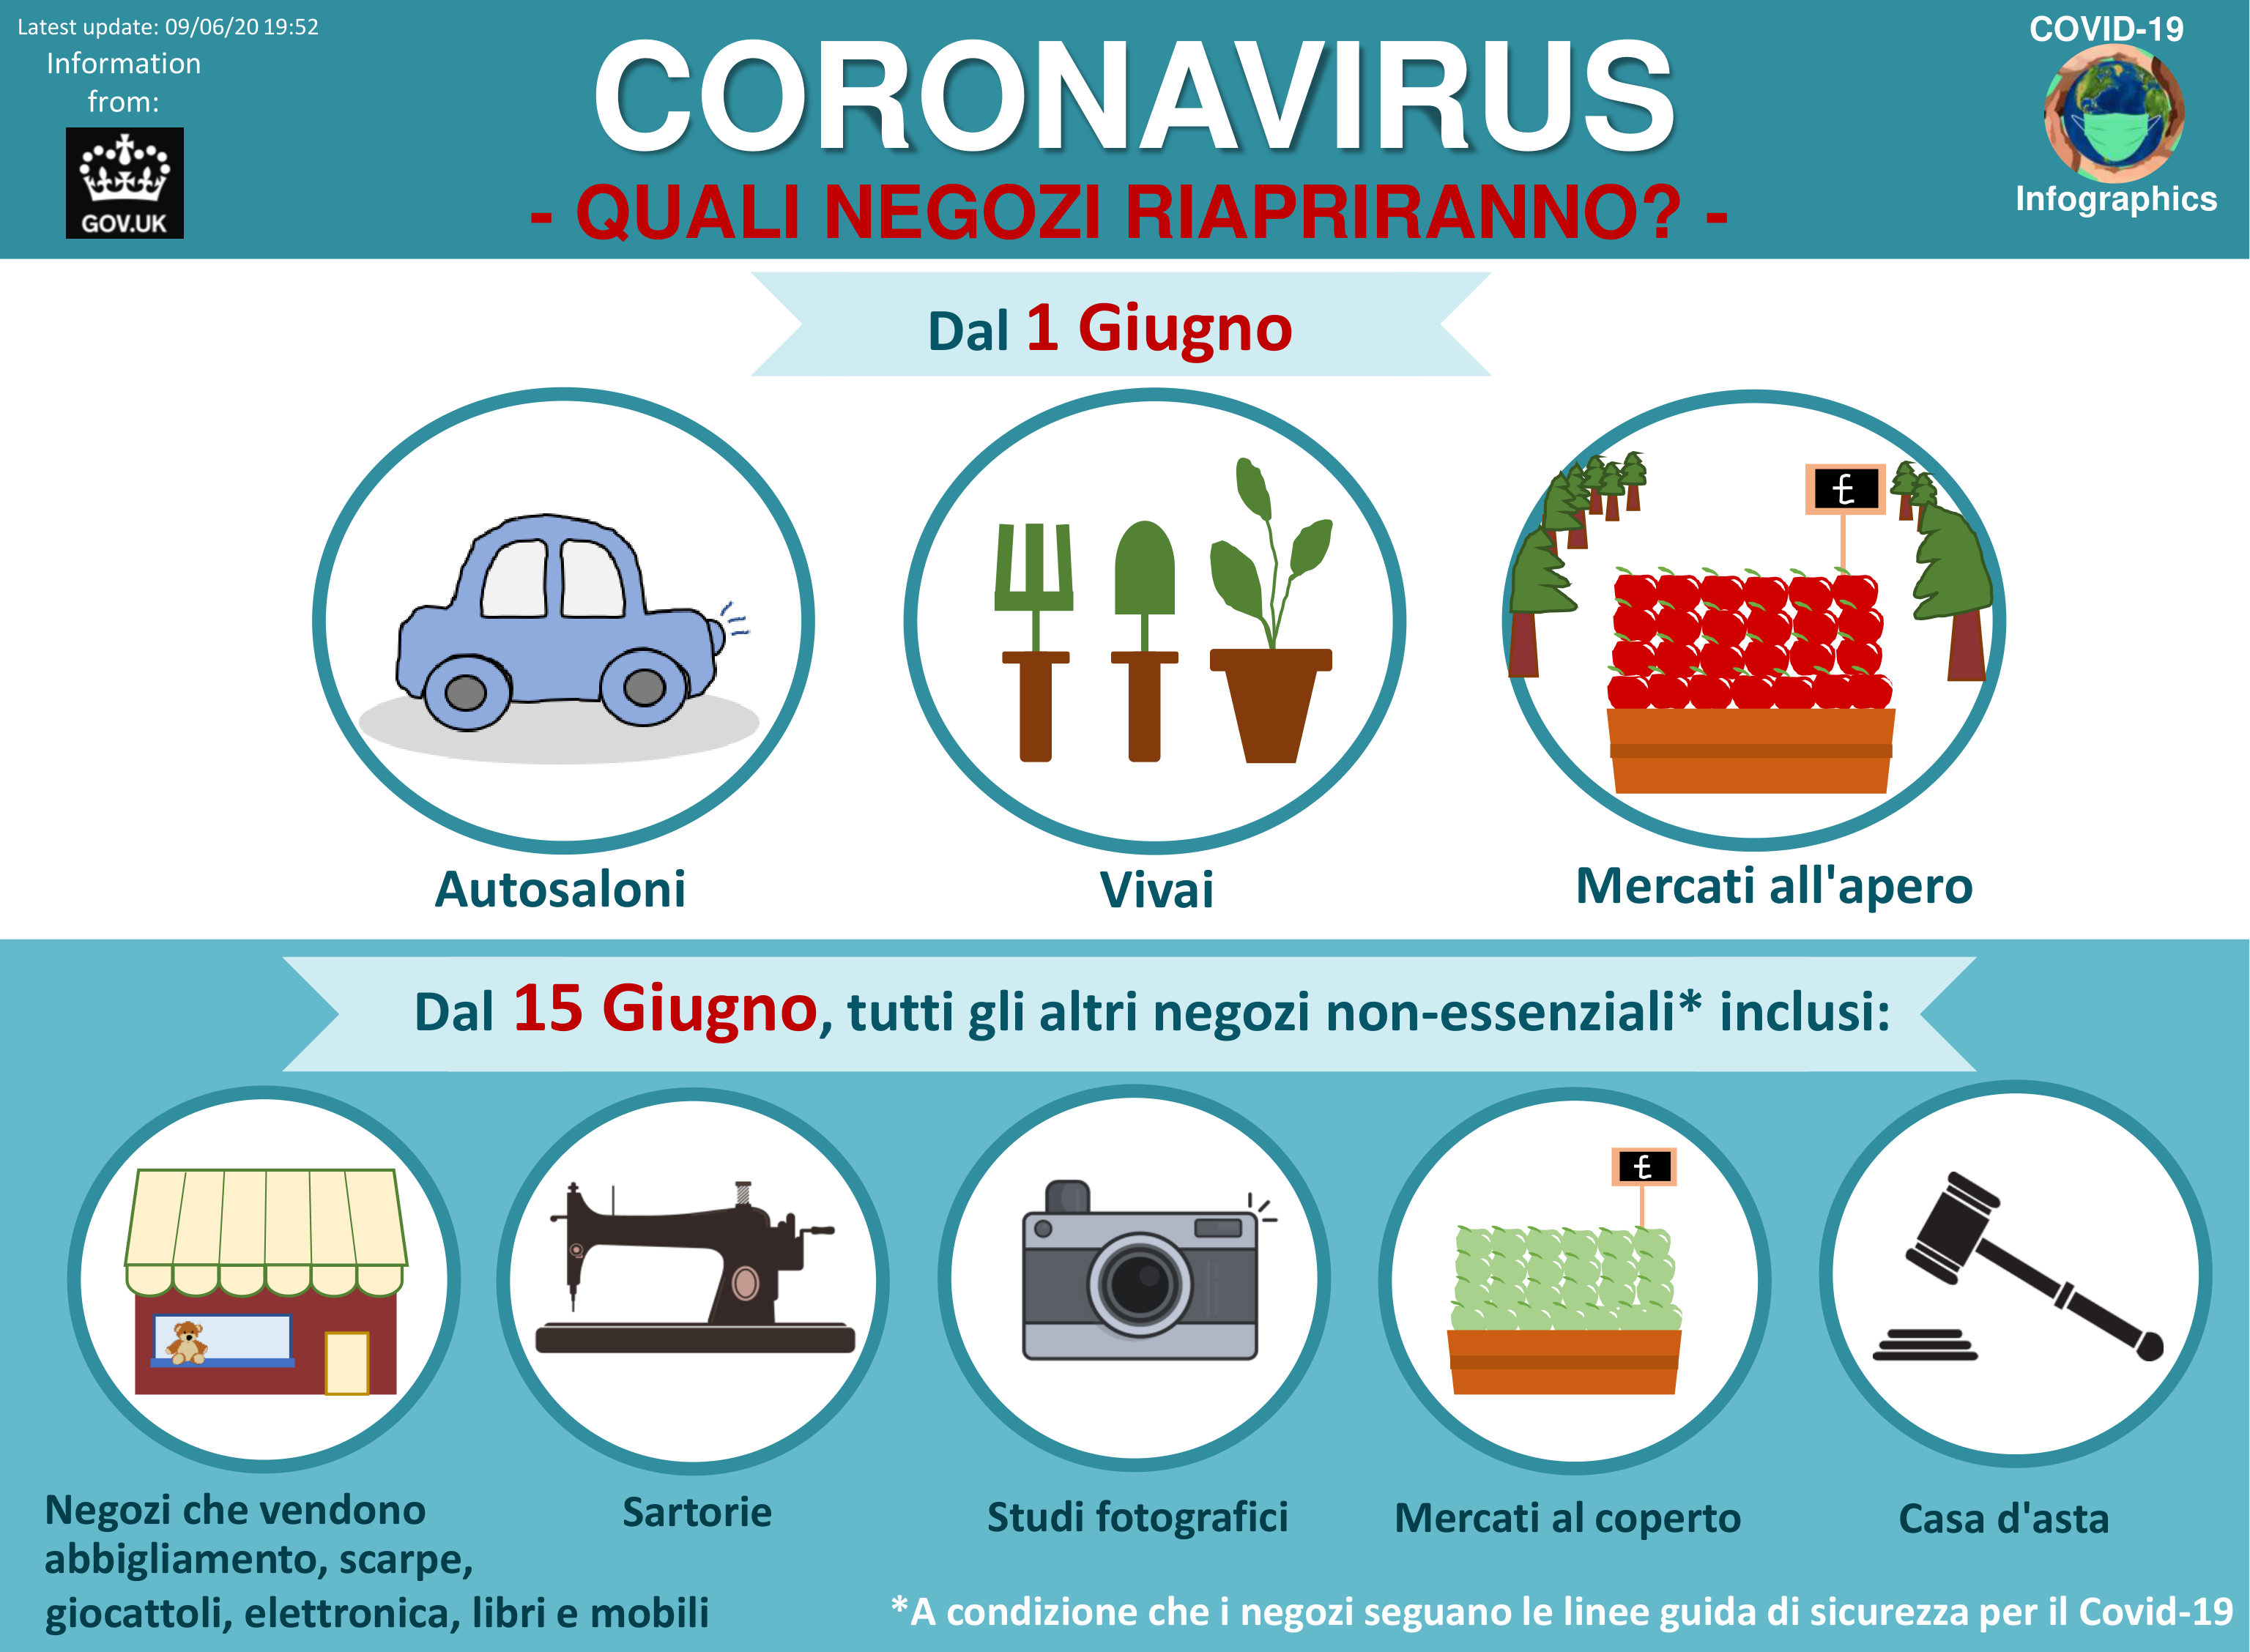 Latest update: 09/06/20 19:52
Information
from:
GOV.UK
CORONAVIRUS
- QUALI NEGOZI RIAPRIRANNO? -
COVID-19
Infographics
Dal 1 Giugno
£
Autosaloni
Vivai
Mercati all'apero
Dal 15 Giugno, tutti gli altri negozi non-essenziali* inclusi:
£
Negozi che vendono
abbigliamento, scarpe,
giocattoli, elettronica, libri e mobili
Sartorie
Studi fotografici
Mercati al coperto
Casa d'asta
*A condizione che i negozi seguano le linee guida di sicurezza per il Covid-19